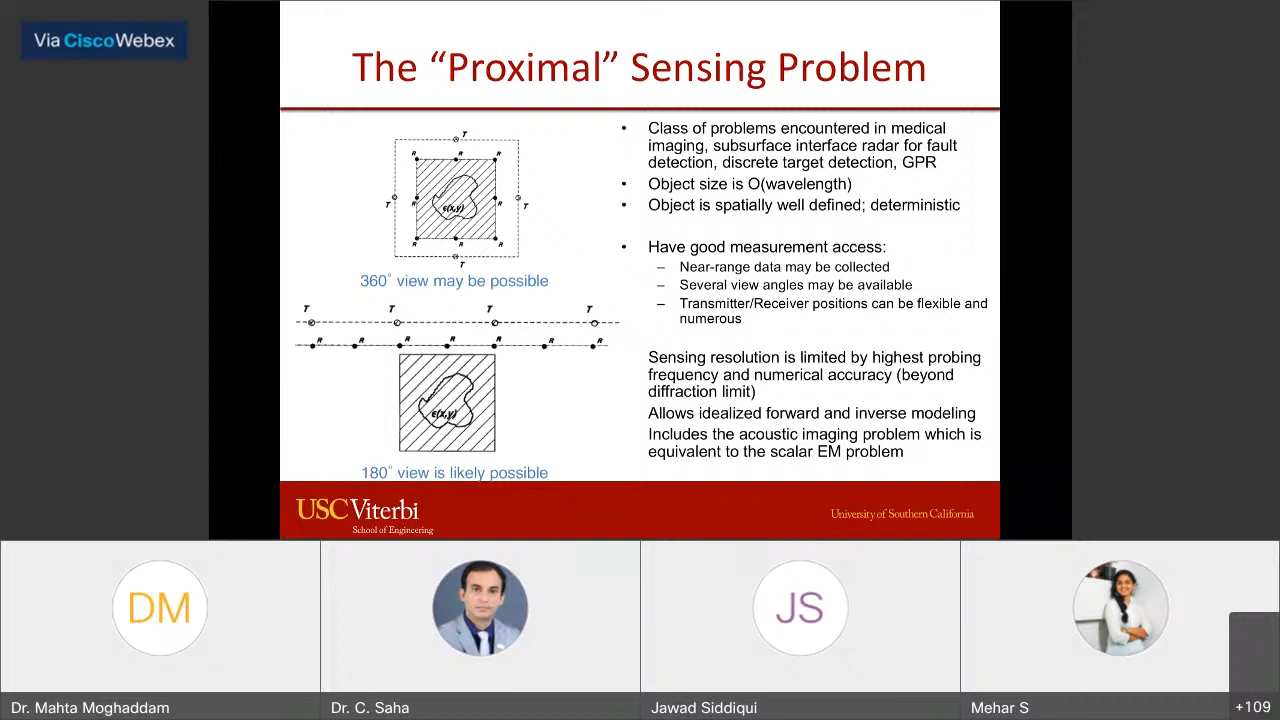 Via Cisco Webex
The “Proximal” Sensing Problem
T
R R R
T R ε(x,y) R T
R R R
T
360° view may be possible
T T T T
R R R R R R R
ε(x,y)
180° view is likely possible
• Class of problems encountered in medical
imaging, subsurface interface radar for fault
detection, discrete target detection, GPR
• Object size is O(wavelength)
• Object is spatially well defined; deterministic
• Have good measurement access:
– Near-range data may be collected
– Several view angles may be available
– Transmitter/Receiver positions can be flexible and
numerous
Sensing resolution is limited by highest probing
frequency and numerical accuracy (beyond
diffraction limit)
Allows idealized forward and inverse modeling
Includes the acoustic imaging problem which is
equivalent to the scalar EM problem
USC Viterbi
School of Engineering
University of Southern California
DM
JS
Dr. Mahta Moghaddam
Dr. C. Saha
Jawad Siddiqui
Mehar S
+109